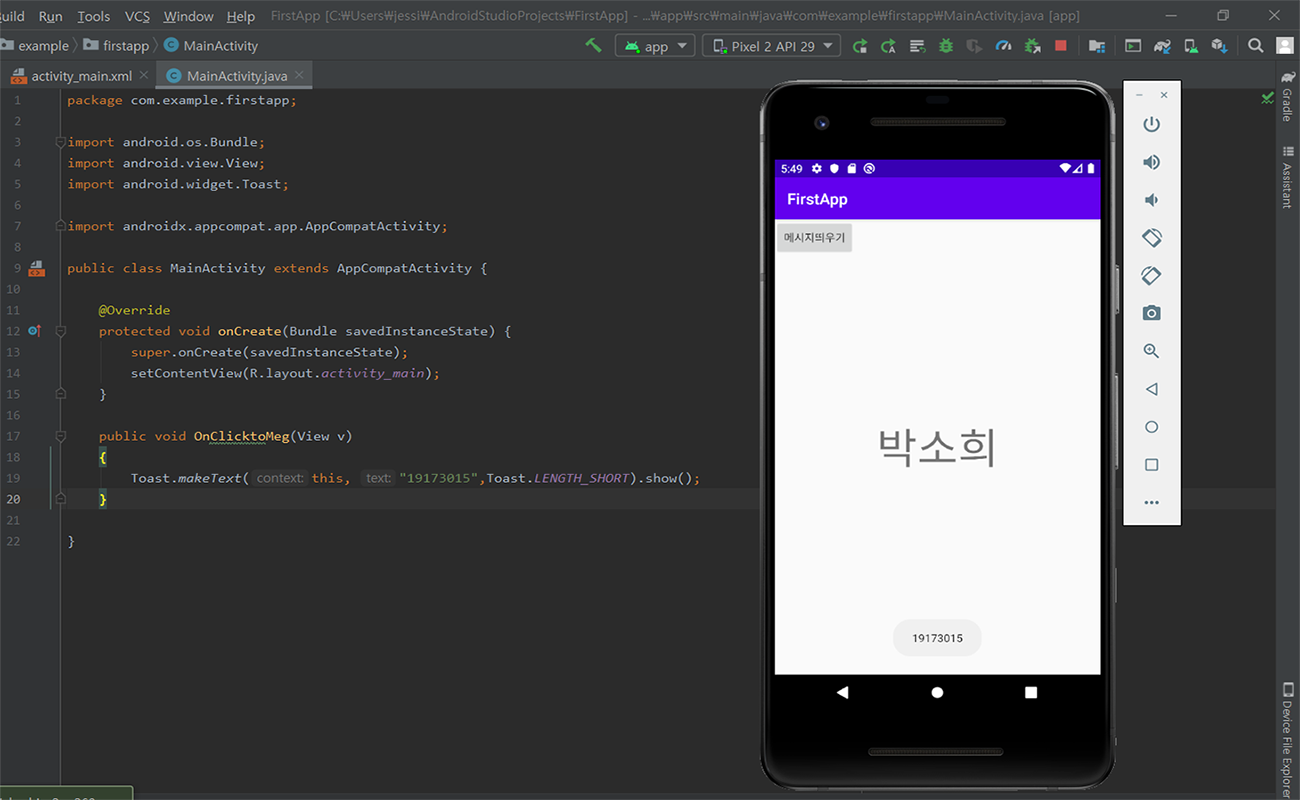 uild Run Tools VCS Window Help FirstApp [C:₩Users₩jessi₩AndroidStudioProjects₩FirstApp] - ...₩app₩src₩main₩java₩com₩example₩firstapp₩MainActivity.java [app]
example firstapp MainActivity app Pixel 2 API 29
activity_main.xml MainActivity.java
1 package com.example.firstapp;
2
3 import android.os.Bundle;
4 import android.view.View;
5 import android.widget.Toast;
6
7 import androidx.appcompat.app.AppCompatActivity;
8
9 public class MainActivity extends AppCompatActivity {
10
11 @Override
12 protected void onCreate(Bundle savedInstanceState) {
13 super.onCreate(savedInstanceState);
14 setContentView(R.layout.activity_main);
15 }
16
17 public void OnClicktoMeg(View v)
18 {
19 Toast.makeText( context: this, text: "19173015",Toast.LENGTH_SHORT).show();
20 }
21
22 }
5:49
FirstApp
메시지띄우기
박소희
19173015
Gradle
Assistant
Device File Explorer